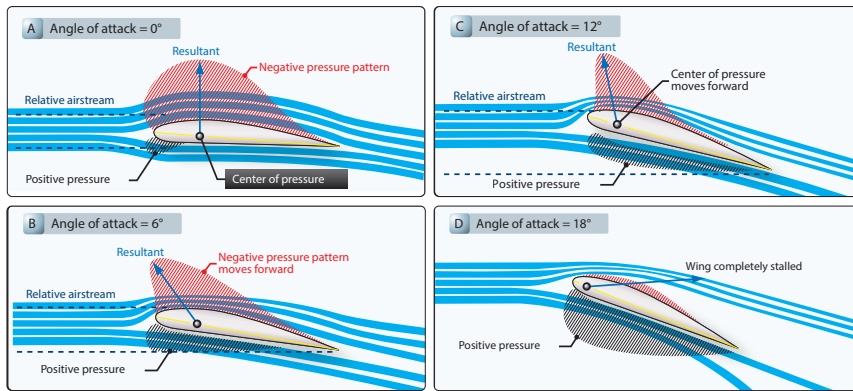 A Angle of attack = 0°
Resultant
Negative pressure pattern
Relative airstream
Positive pressure
Center of pressure
B Angle of attack = 6°
Resultant
Negative pressure pattern
moves forward
Relative airstream
Positive pressure
C Angle of attack = 12°
Resultant
Center of pressure
moves forward
Relative airstream
Positive pressure
D Angle of attack = 18°
Wing completely stalled
Positive pressure